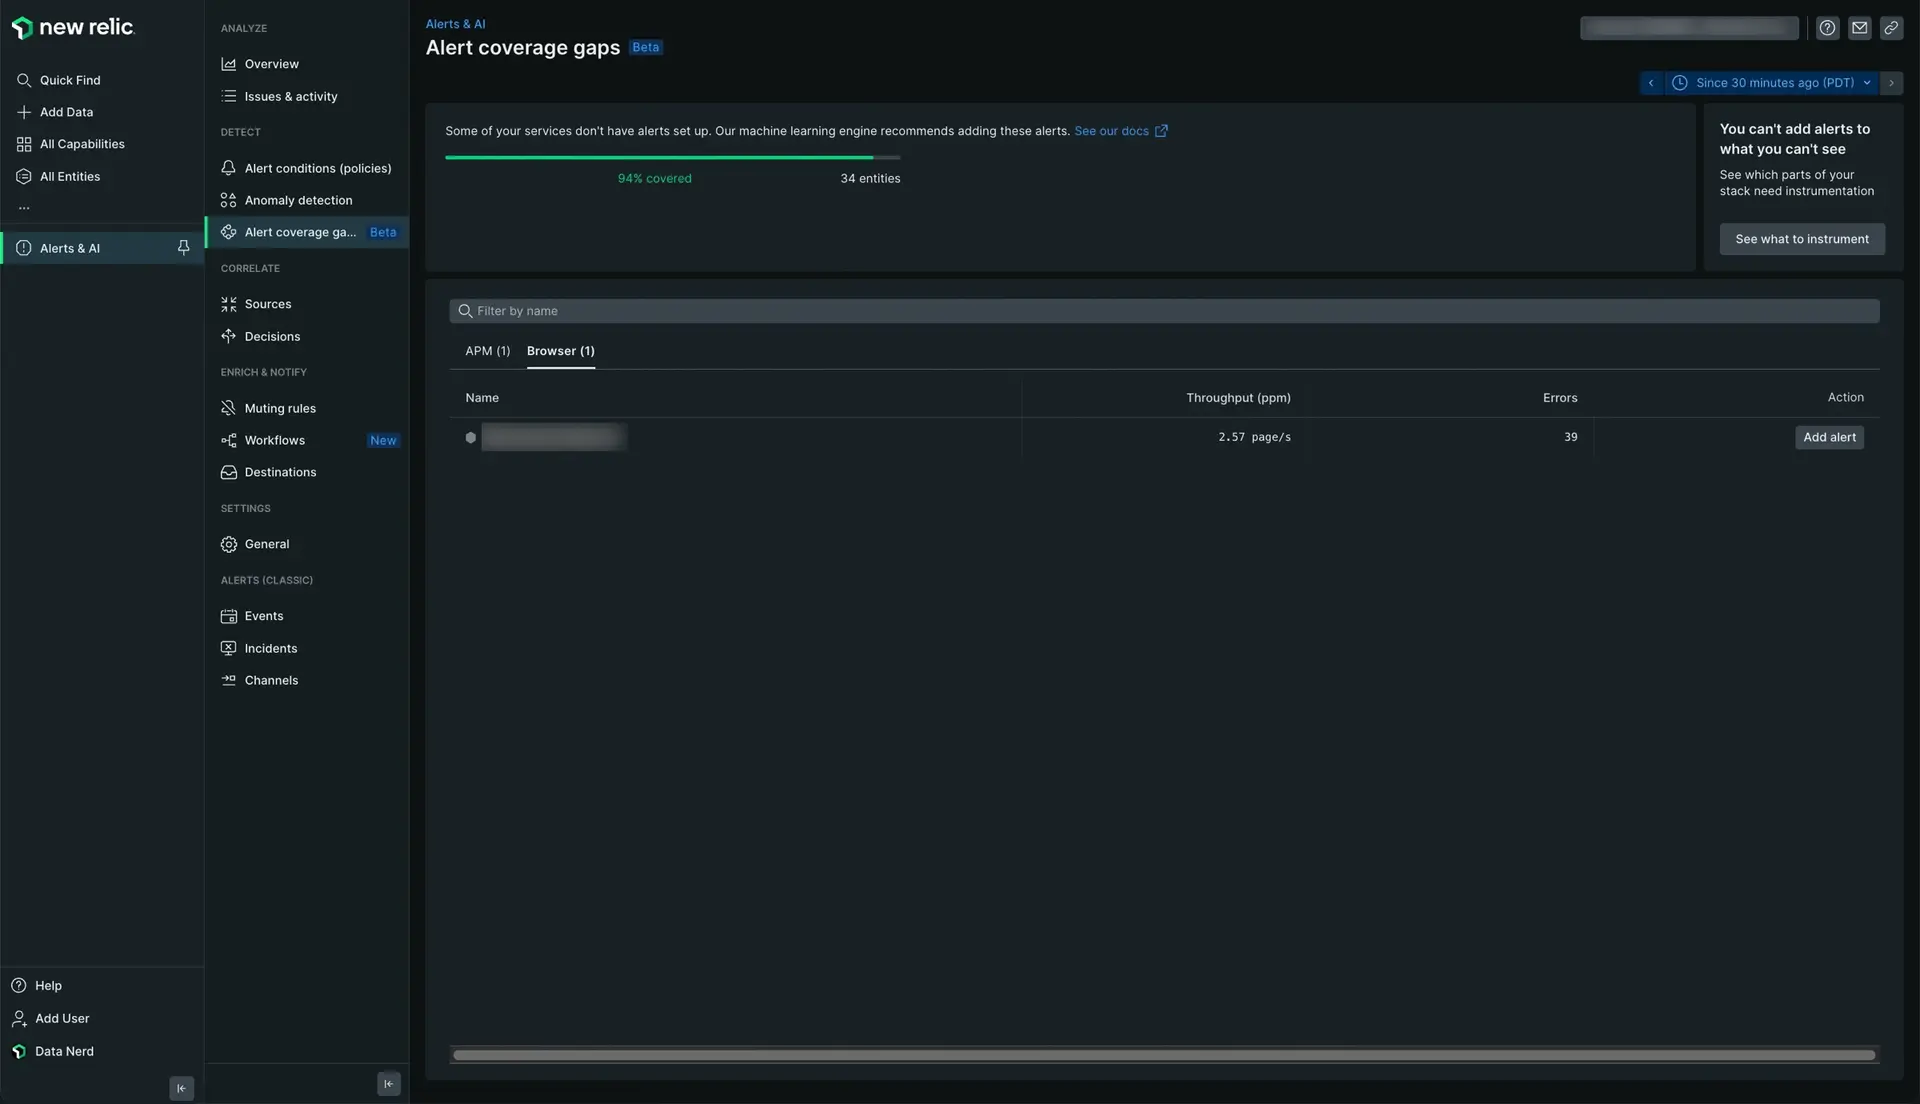 new relic.
Quick Find
Add Data
All Capabilities
All Entities
...
Alerts & AI
Help
Add User
Data Nerd
ANALYZE
Overview
Issues & activity
DETECT
Alert conditions (policies)
Anomaly detection
Alert coverage ga... Beta
CORRELATE
Sources
Decisions
ENRICH & NOTIFY
Muting rules
Workflows New
Destinations
SETTINGS
General
ALERTS (CLASSIC)
Events
Incidents
Channels
Alerts & AI
Alert coverage gaps Beta
Since 30 minutes ago (PDT)
Some of your services don't have alerts set up. Our machine learning engine recommends adding these alerts. See our docs
94% covered 34 entities
You can't add alerts to
what you can't see
See which parts of your
stack need instrumentation
See what to instrument
Filter by name
APM (1) Browser (1)
Name Throughput (ppm) Errors Action
2.57 page/s 39 Add alert